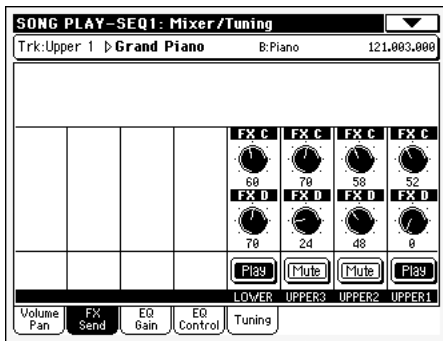 SONG PLAY-SEQ1: Mixer/Tuning
Trk:Upper 1 Grand Piano B:Piano 121.003.000
FX C FX C FX C FX C
60 70 58 52
FX D FX D FX D FX D
70 24 48 0
Play Mute Mute Play
LOWER UPPER3 UPPER2 UPPER1
Volume Pan FX Send EQ Gain EQ Control Tuning